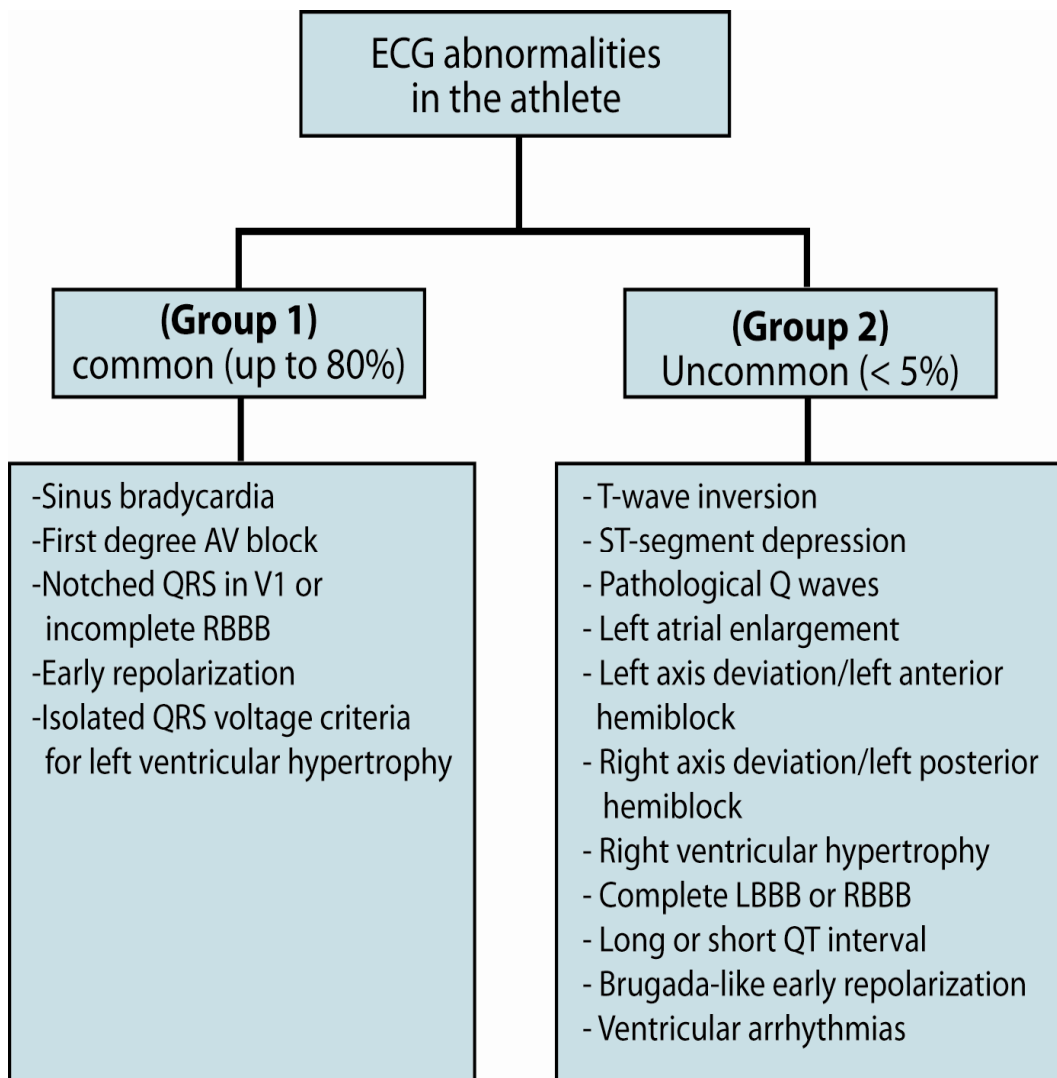 ECG abnormalities
in the athlete
(Group 1)
common (up to 80%)
(Group 2)
Uncommon (< 5%)
-Sinus bradycardia
-First degree AV block
-Notched QRS in V1 or
incomplete RBBB
-Early repolarization
-Isolated QRS voltage criteria
for left ventricular hypertrophy
- T-wave inversion
- ST-segment depression
- Pathological Q waves
- Left atrial enlargement
- Left axis deviation/left anterior
hemiblock
- Right axis deviation/left posterior
hemiblock
- Right ventricular hypertrophy
- Complete LBBB or RBBB
- Long or short QT interval
- Brugada-like early repolarization
- Ventricular arrhythmias